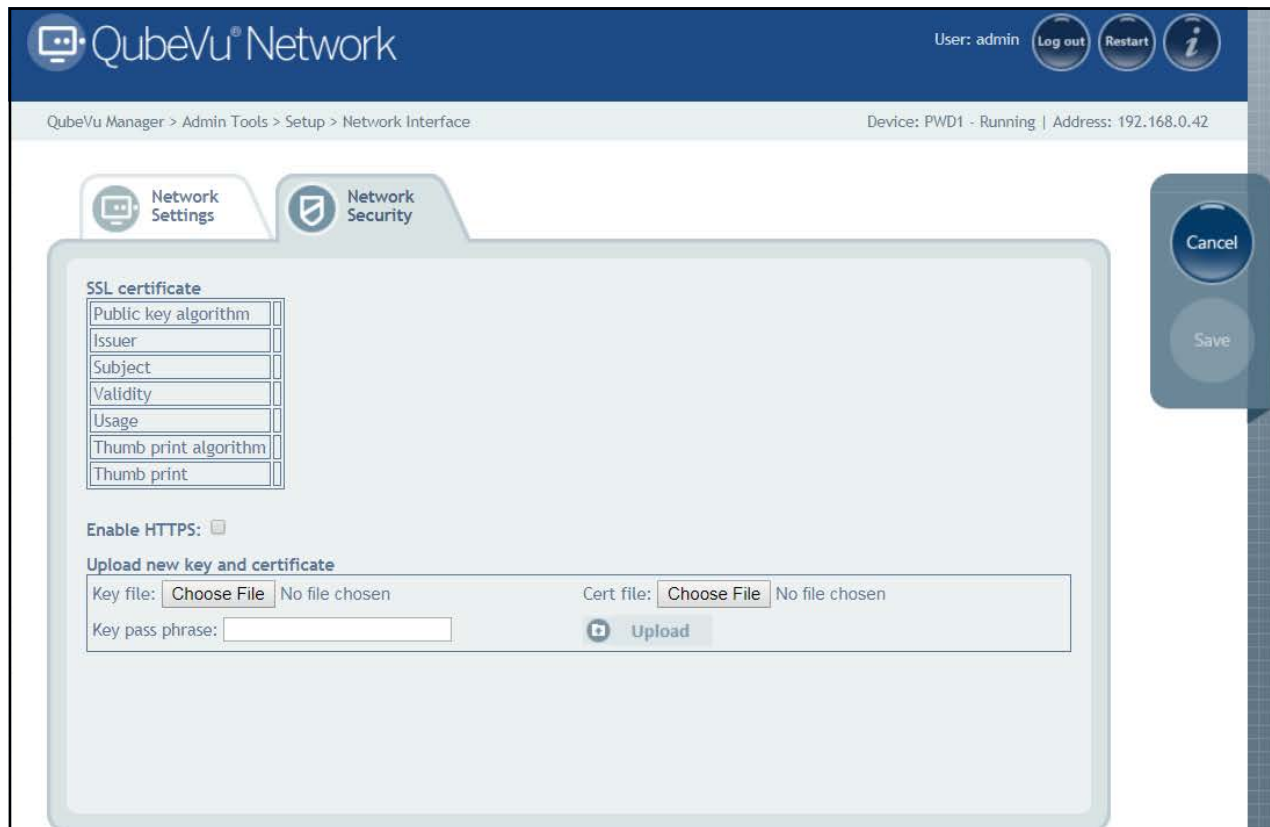 QubeVu® Network
User: admin
Log out
Restart
i
QubeVu Manager > Admin Tools > Setup > Network Interface
Device: PWD1 - Running | Address: 192.168.0.42
Network Settings
Network Security
Cancel
Save
SSL certificate
Public key algorithm
Issuer
Subject
Validity
Usage
Thumb print algorithm
Thumb print
Enable HTTPS:
Upload new key and certificate
Key file: Choose File No file chosen Cert file: Choose File No file chosen
Key pass phrase: Upload